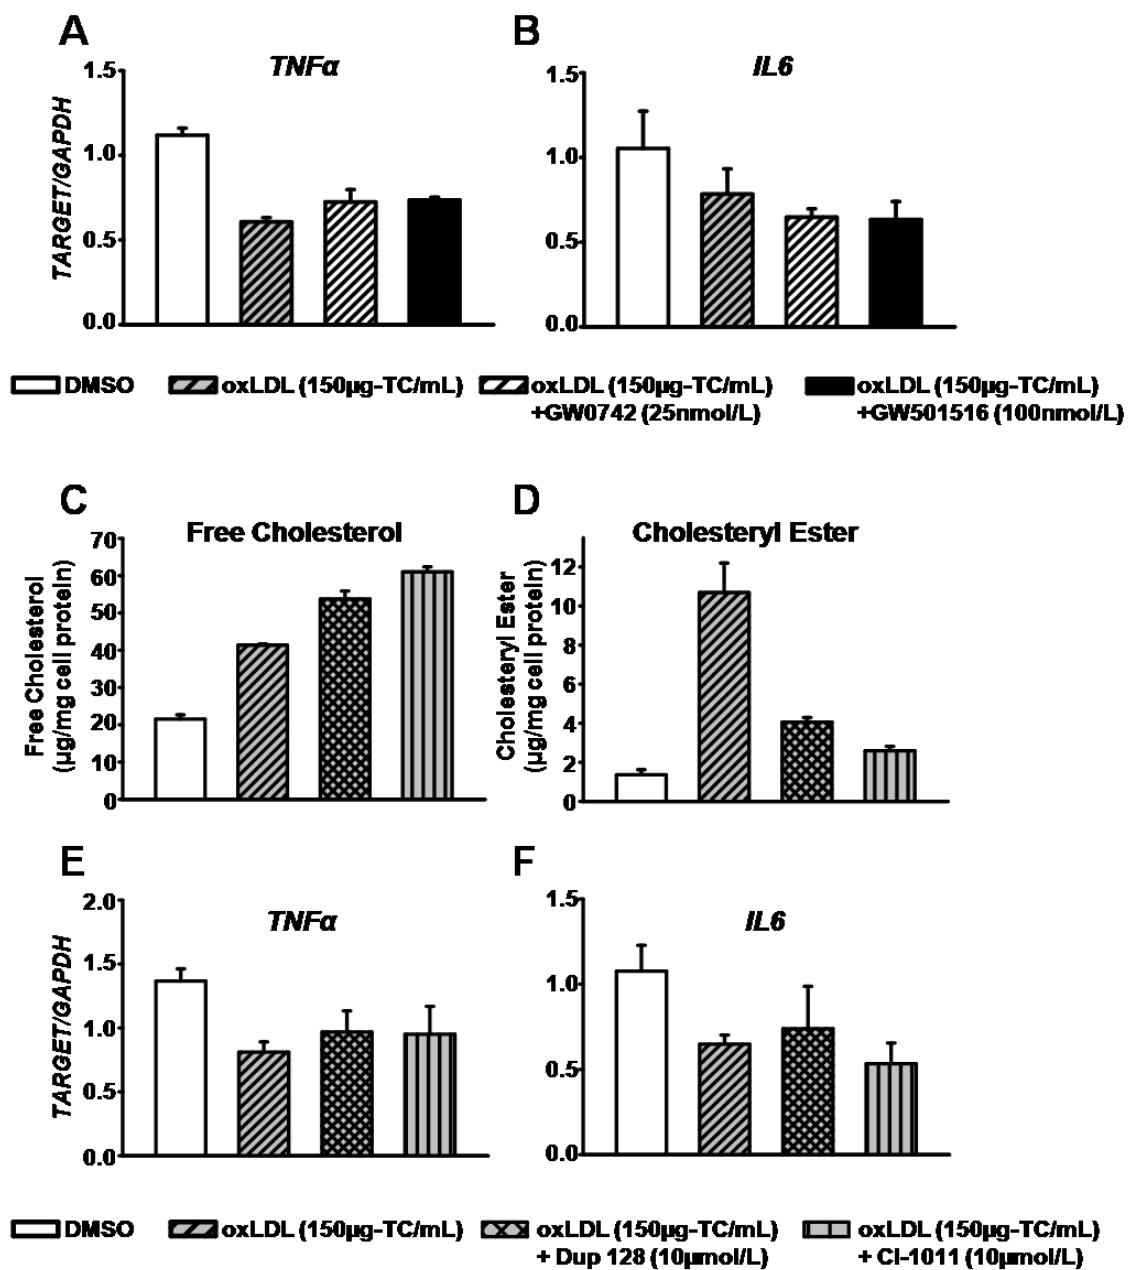 A
B
TNFα
IL6
TARGET/GAPDH
1.5
1.0
0.5
0.0
1.5
1.0
0.5
0.0
DMSO
oxLDL (150µg-TC/mL)
oxLDL (150µg-TC/mL)
+GW0742 (25nmol/L)
oxLDL (150µg-TC/mL)
+GW501516 (100nmol/L)
C
D
Free Cholesterol
Cholesteryl Ester
Free Cholesterol
(µg/mg cell protein)
70
60
50
40
30
20
10
0
Cholesteryl Ester
(µg/mg cell protein)
12
10
8
6
4
2
0
E
F
TNFα
IL6
TARGET/GAPDH
2.0
1.5
1.0
0.5
0.0
1.5
1.0
0.5
0.0
DMSO
oxLDL (150µg-TC/mL)
oxLDL (150µg-TC/mL)
+ Dup 128 (10µmol/L)
oxLDL (150µg-TC/mL)
+ CI-1011 (10µmol/L)